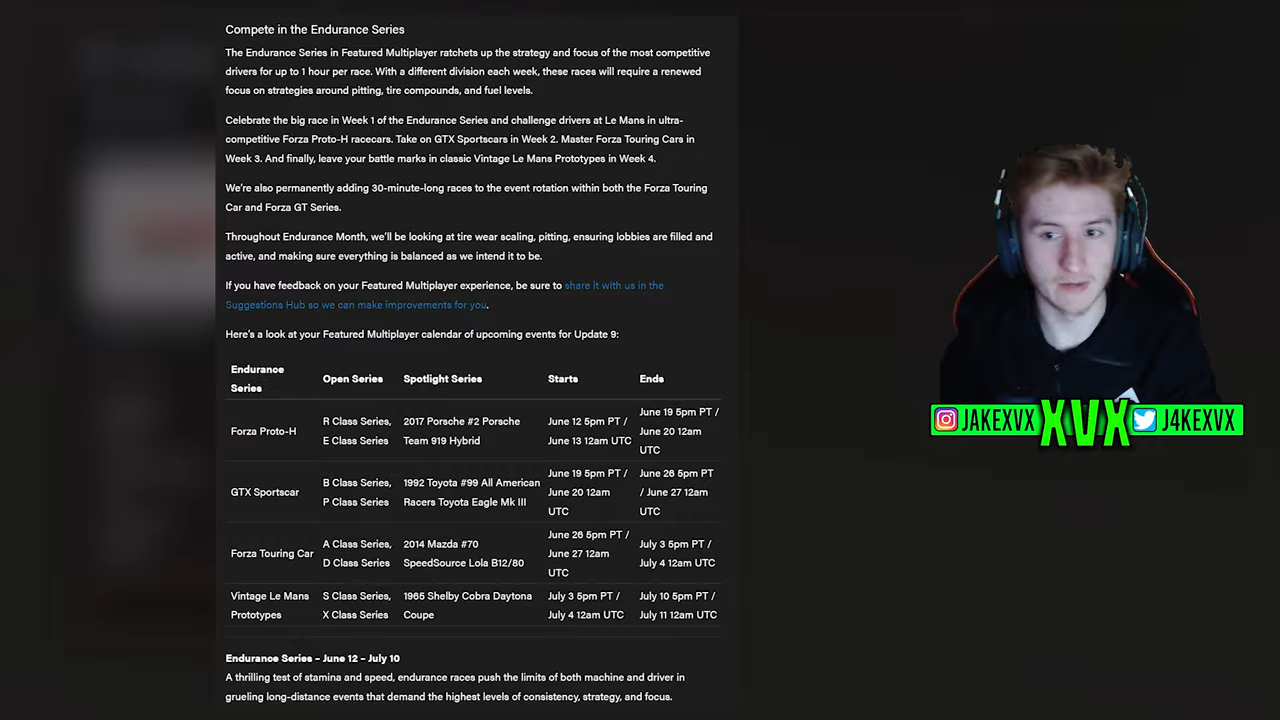 Compete in the Endurance Series
The Endurance Series in Featured Multiplayer ratchets up the strategy and focus of the most competitive
drivers for up to 1 hour per race. With a different division each week, these races will require a renewed
focus on strategies around pitting, tire compounds, and fuel levels.
Celebrate the big race in Week 1 of the Endurance Series and challenge drivers at Le Mans in ultra-
competitive Forza Proto-H racecars. Take on GTX Sportscars in Week 2. Master Forza Touring Cars in
Week 3. And finally, leave your battle marks in classic Vintage Le Mans Prototypes in Week 4.
We're also permanently adding 30-minute-long races to the event rotation within both the Forza Touring
Car and Forza GT Series.
Throughout Endurance Month, we'll be looking at tire wear scaling, pitting, ensuring lobbies are filled and
active, and making sure everything is balanced as we intend it to be.
If you have feedback on your Featured Multiplayer experience, be sure to share it with us in the
Suggestions Hub so we can make improvements for you.
Here's a look at your Featured Multiplayer calendar of upcoming events for Update 9:
Endurance
Series
Open Series
Spotlight Series
Starts
Ends
Forza Proto-H
R Class Series,
E Class Series
2017 Porsche #2 Porsche
Team 919 Hybrid
June 12 5pm PT /
June 13 12am UTC
June 19 5pm PT /
June 20 12am
UTC
GTX Sportscar
B Class Series,
P Class Series
1992 Toyota #99 All American
Racers Toyota Eagle Mk III
June 19 5pm PT /
June 20 12am
UTC
June 26 5pm PT
/ June 27 12am
UTC
Forza Touring Car
A Class Series,
D Class Series
2014 Mazda #70
SpeedSource Lola B12/80
June 26 5pm PT /
June 27 12am
UTC
July 3 5pm PT /
July 4 12am UTC
Vintage Le Mans
Prototypes
S Class Series,
X Class Series
1965 Shelby Cobra Daytona
Coupe
July 3 5pm PT /
July 4 12am UTC
July 10 5pm PT /
July 11 12am UTC
Endurance Series – June 12 – July 10
A thrilling test of stamina and speed, endurance races push the limits of both machine and driver in
grueling long-distance events that demand the highest levels of consistency, strategy, and focus.
JAKEXVX XVX J4KEXVX